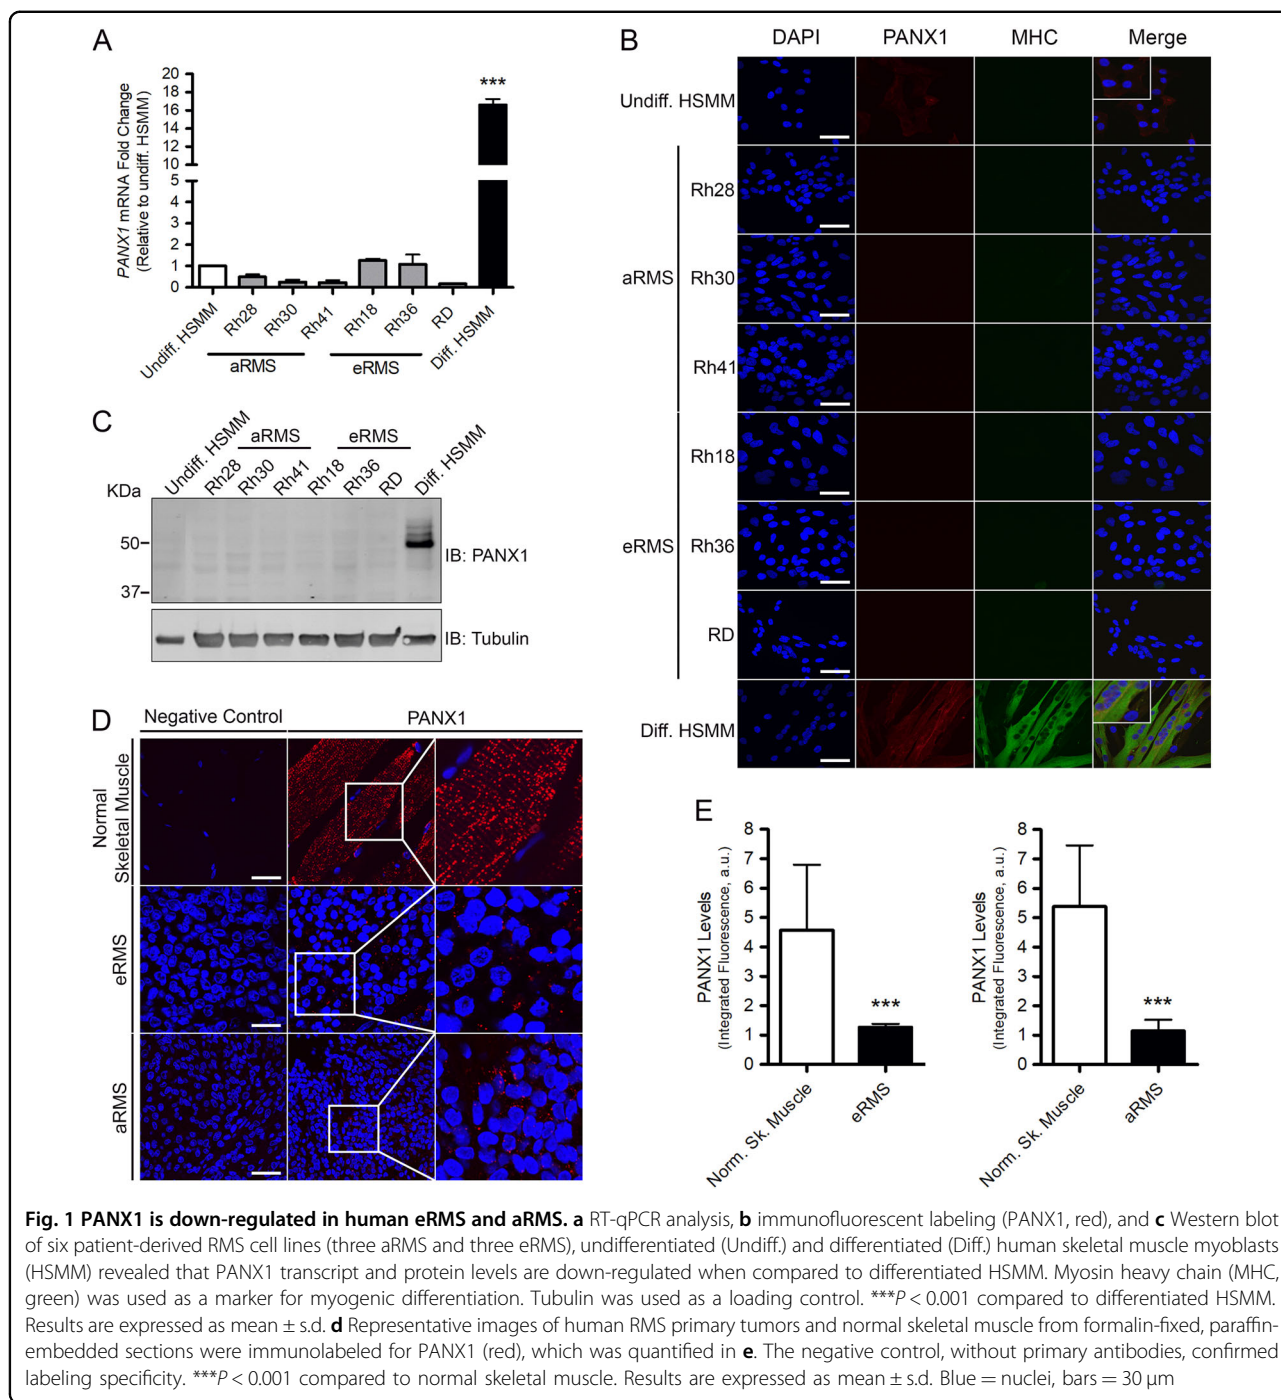 A
PANX1 mRNA Fold Change
(Relative to undiff. HSMM)
20
18
16
14
12
10
5
4
3
2
1
0
***
Undiff. HSMM
Rh28
Rh30
Rh41
Rh18
Rh36
RD
Diff. HSMM
aRMS
eRMS
B
DAPI PANX1 MHC Merge
Undiff. HSMM
aRMS
Rh28
Rh30
Rh41
eRMS
Rh18
Rh36
RD
Diff. HSMM
C
aRMS
eRMS
Undiff. HSMM
Rh28
Rh30
Rh41
Rh18
Rh36
RD
Diff. HSMM
KDa
50
37
IB: PANX1
IB: Tubulin
D
Negative Control PANX1
Normal
Skeletal Muscle
eRMS
aRMS
E
PANX1 Levels
(Integrated Fluorescence, a.u.)
8
7
6
5
4
3
2
1
0
***
Norm. Sk. Muscle
eRMS
PANX1 Levels
(Integrated Fluorescence, a.u.)
8
7
6
5
4
3
2
1
0
***
Norm. Sk. Muscle
aRMS
Fig. 1 PANX1 is down-regulated in human eRMS and aRMS. a RT-qPCR analysis, b immunofluorescent labeling (PANX1, red), and c Western blot
of six patient-derived RMS cell lines (three aRMS and three eRMS), undifferentiated (Undiff.) and differentiated (Diff.) human skeletal muscle myoblasts
(HSMM) revealed that PANX1 transcript and protein levels are down-regulated when compared to differentiated HSMM. Myosin heavy chain (MHC,
green) was used as a marker for myogenic differentiation. Tubulin was used as a loading control. ***P < 0.001 compared to differentiated HSMM.
Results are expressed as mean ± s.d. d Representative images of human RMS primary tumors and normal skeletal muscle from formalin-fixed, paraffin-
embedded sections were immunolabeled for PANX1 (red), which was quantified in e. The negative control, without primary antibodies, confirmed
labeling specificity. ***P < 0.001 compared to normal skeletal muscle. Results are expressed as mean ± s.d. Blue = nuclei, bars = 30 µm